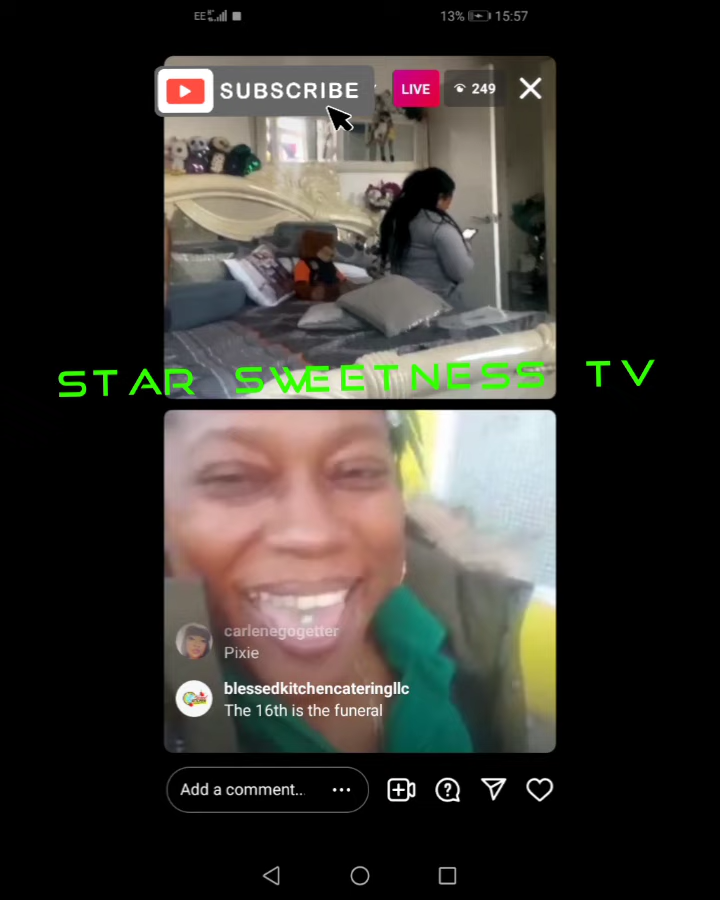 EE 13% 15:57
SUBSCRIBE LIVE 249
STAR SWEETNESS TV
carlenegogetter
Pixie
blessedkitchencateringllc
The 16th is the funeral
Add a comment...